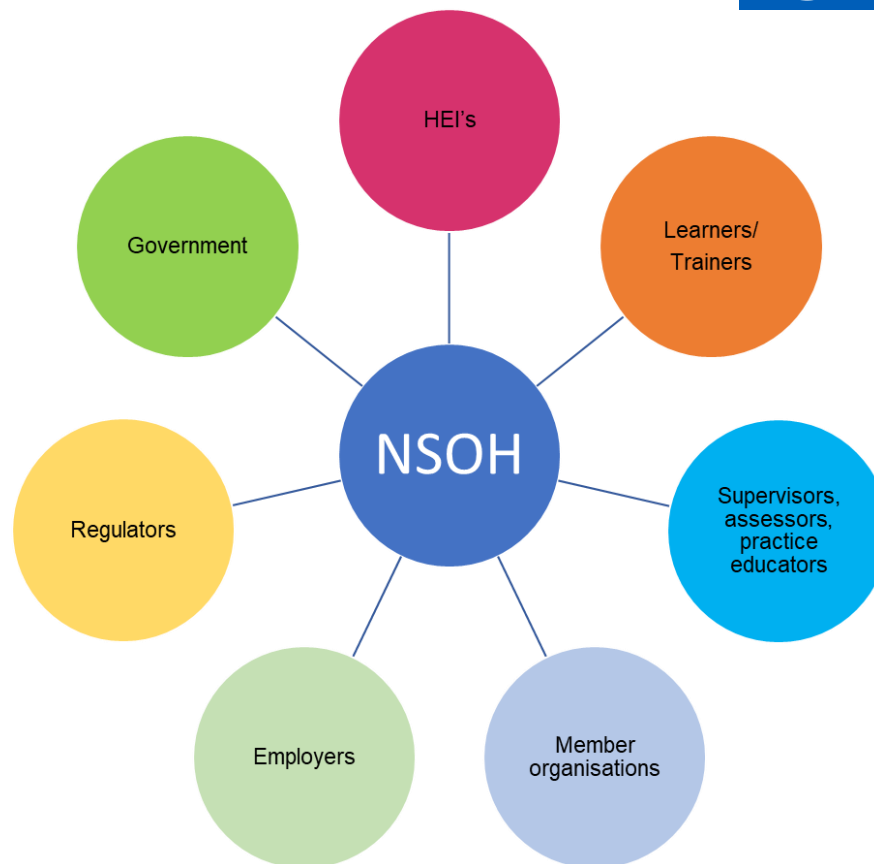 HEI's
Learners/
Trainers
Government
NSOH
Supervisors,
assessors,
practice
educators
Regulators
Member
organisations
Employers